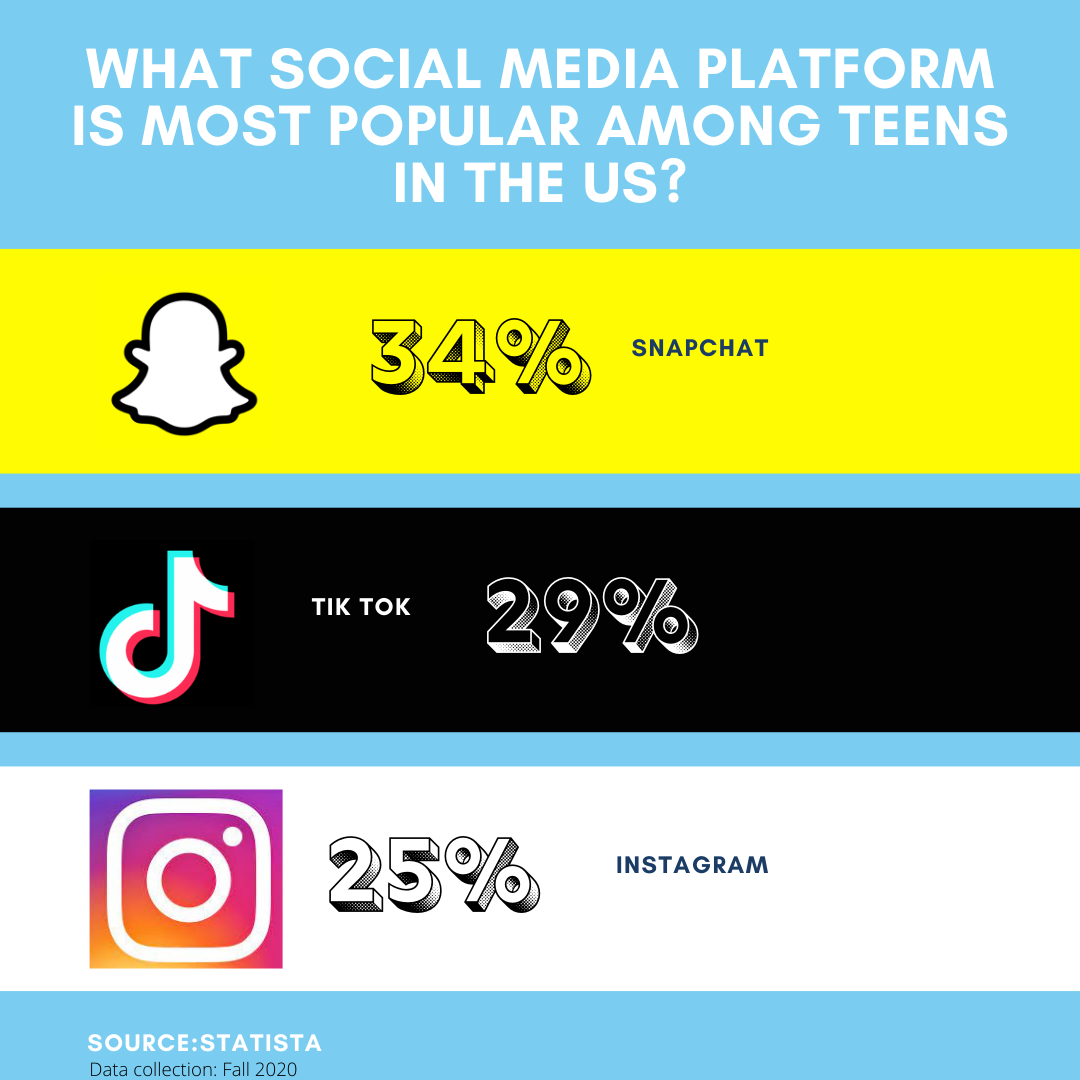 WHAT SOCIAL MEDIA PLATFORM
IS MOST POPULAR AMONG TEENS
IN THE US?
34% SNAPCHAT
TIK TOK 29%
25% INSTAGRAM
SOURCE:STATISTA
Data collection: Fall 2020